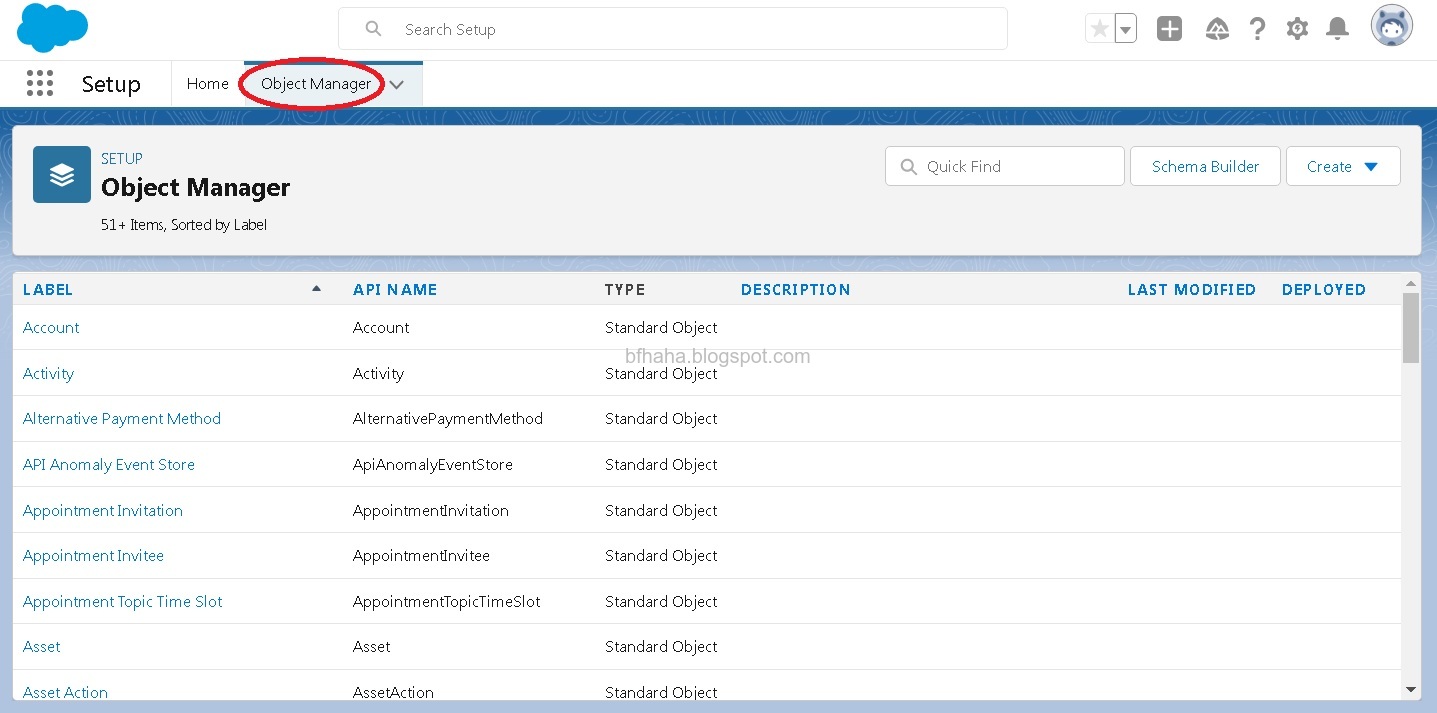 Search Setup
Setup Home Object Manager
SETUP
Object Manager
51+ Items, Sorted by Label
Quick Find Schema Builder Create
LABEL API NAME TYPE DESCRIPTION LAST MODIFIED DEPLOYED
Account Account Standard Object
bfhaha.blogspot.com
Activity Activity Standard Object
Alternative Payment Method AlternativePaymentMethod Standard Object
API Anomaly Event Store ApiAnomalyEventStore Standard Object
Appointment Invitation AppointmentInvitation Standard Object
Appointment Invitee AppointmentInvitee Standard Object
Appointment Topic Time Slot AppointmentTopicTimeSlot Standard Object
Asset Asset Standard Object
Asset Action AssetAction Standard Object